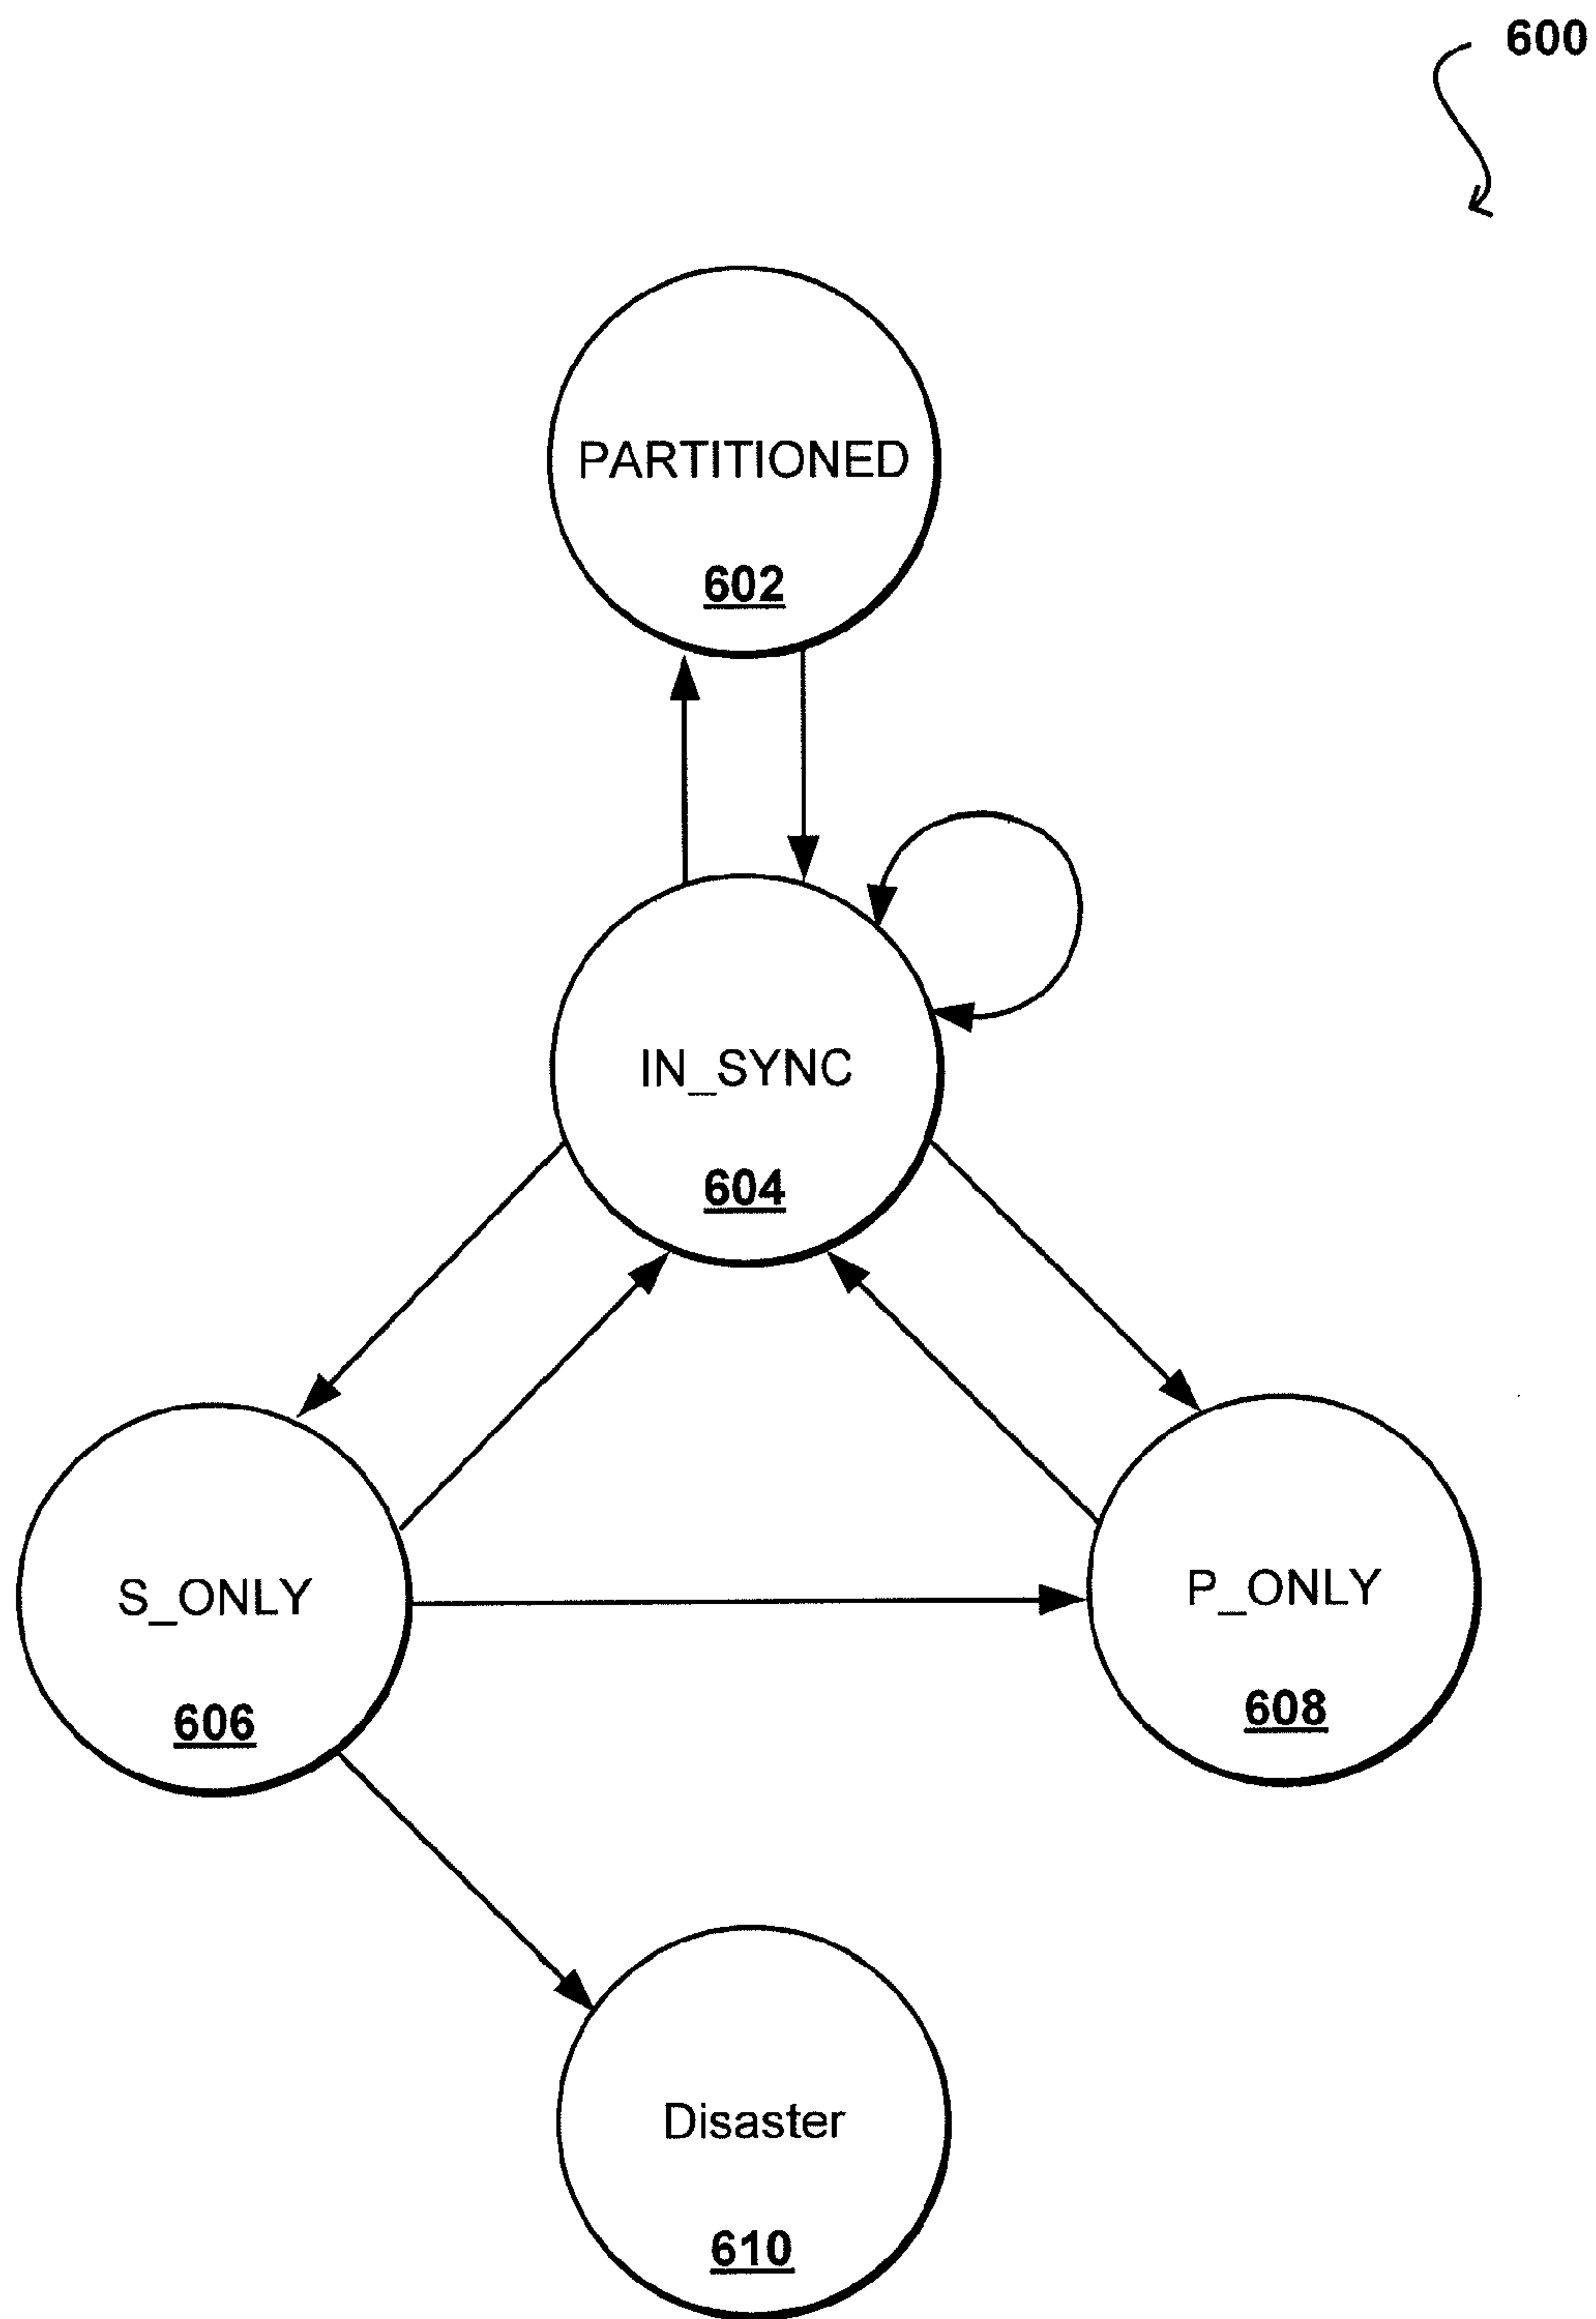 600
PARTITIONED
602
IN_SYNC
604
S_ONLY
606
P_ONLY
608
Disaster
610